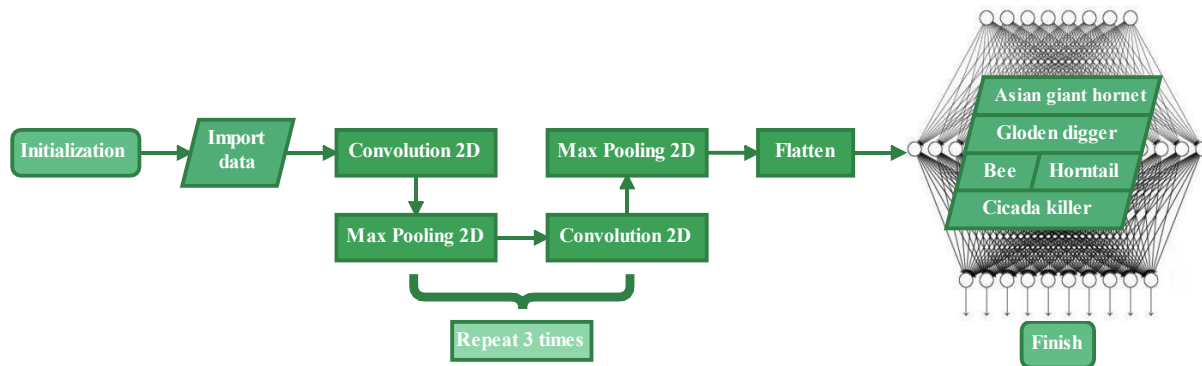 Initialization
Import
data
Convolution 2D
Max Pooling 2D
Convolution 2D
Max Pooling 2D
Repeat 3 times
Flatten
Asian giant hornet
Gloden digger
Bee
Horntail
Cicada killer
Finish